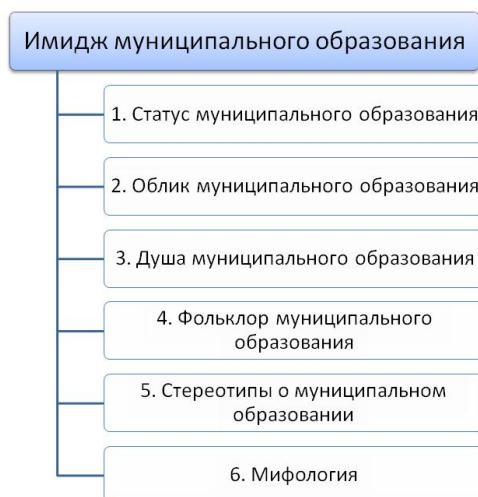 Имидж муниципального образования
1. Статус муниципального образования
2. Облик муниципального образования
3. Душа муниципального образования
4. Фольклор муниципального
образования
5. Стереотипы о муниципальном
образовании
6. Мифология